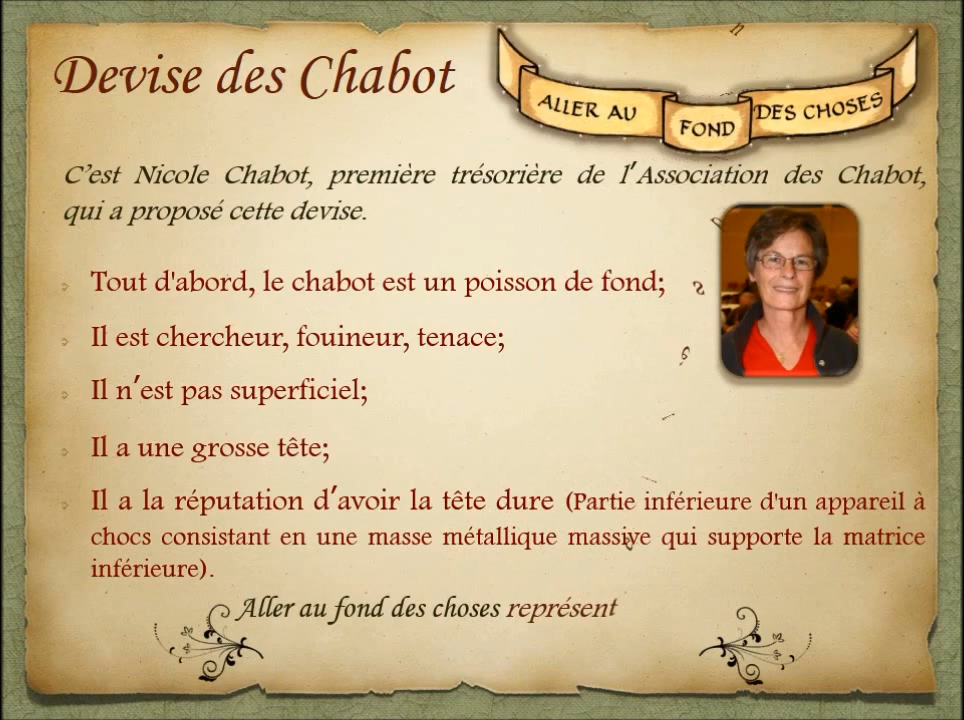 Devise des Chabot
ALLER AU FOND DES CHOSES
C'est Nicole Chabot, première trésorière de l'Association des Chabot,
qui a proposé cette devise.
Tout d'abord, le chabot est un poisson de fond;
Il est chercheur, fouineur, tenace;
Il n'est pas superficiel;
Il a une grosse tête;
Il a la réputation d'avoir la tête dure (Partie inférieure d'un appareil à
chocs consistant en une masse métallique massive qui supporte la matrice
inférieure).
Aller au fond des choses représent